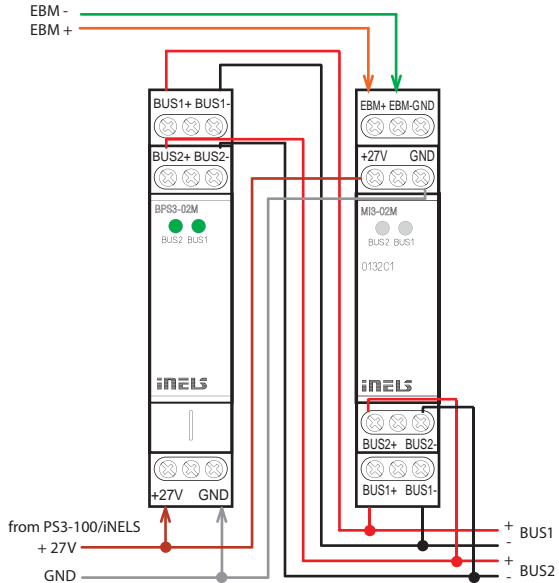 EBM -
EBM +
BUS1+ BUS1-
EBM+ EBM-GND
BUS2+ BUS2-
+27V GND
BPS3-02M
MI3-02M
BUS2 BUS1
BUS2 BUS1
0132C1
iNELS
iNELS
BUS2+ BUS2-
+27V GND
BUS1+ BUS1-
from PS3-100/iNELS
+ 27V
GND
+
-
BUS1
+
-
BUS2